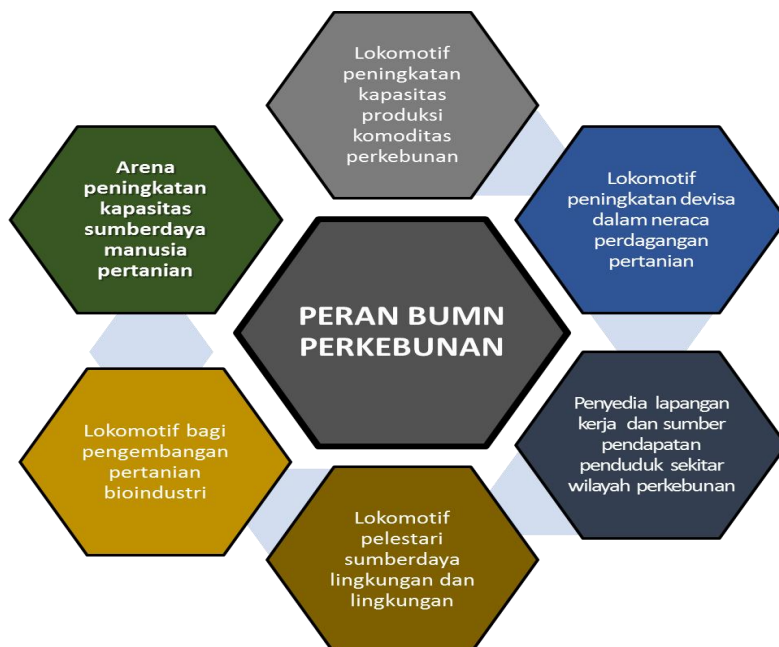 Lokomotif
peningkatan
kapasitas
produksi
komoditas
perkebunan
Lokomotif
peningkatan devisa
dalam neraca
perdagangan
pertanian
Penyedia lapangan
kerja dan sumber
pendapatan
penduduk sekitar
wilayah perkebunan
Lokomotif
pelestari
sumberdaya
lingkungan dan
lingkungan
Lokomotif bagi
pengembangan
pertanian
bioindustri
Arena
peningkatan
kapasitas
sumberdaya
manusia
pertanian
PERAN BUMN
PERKEBUNAN